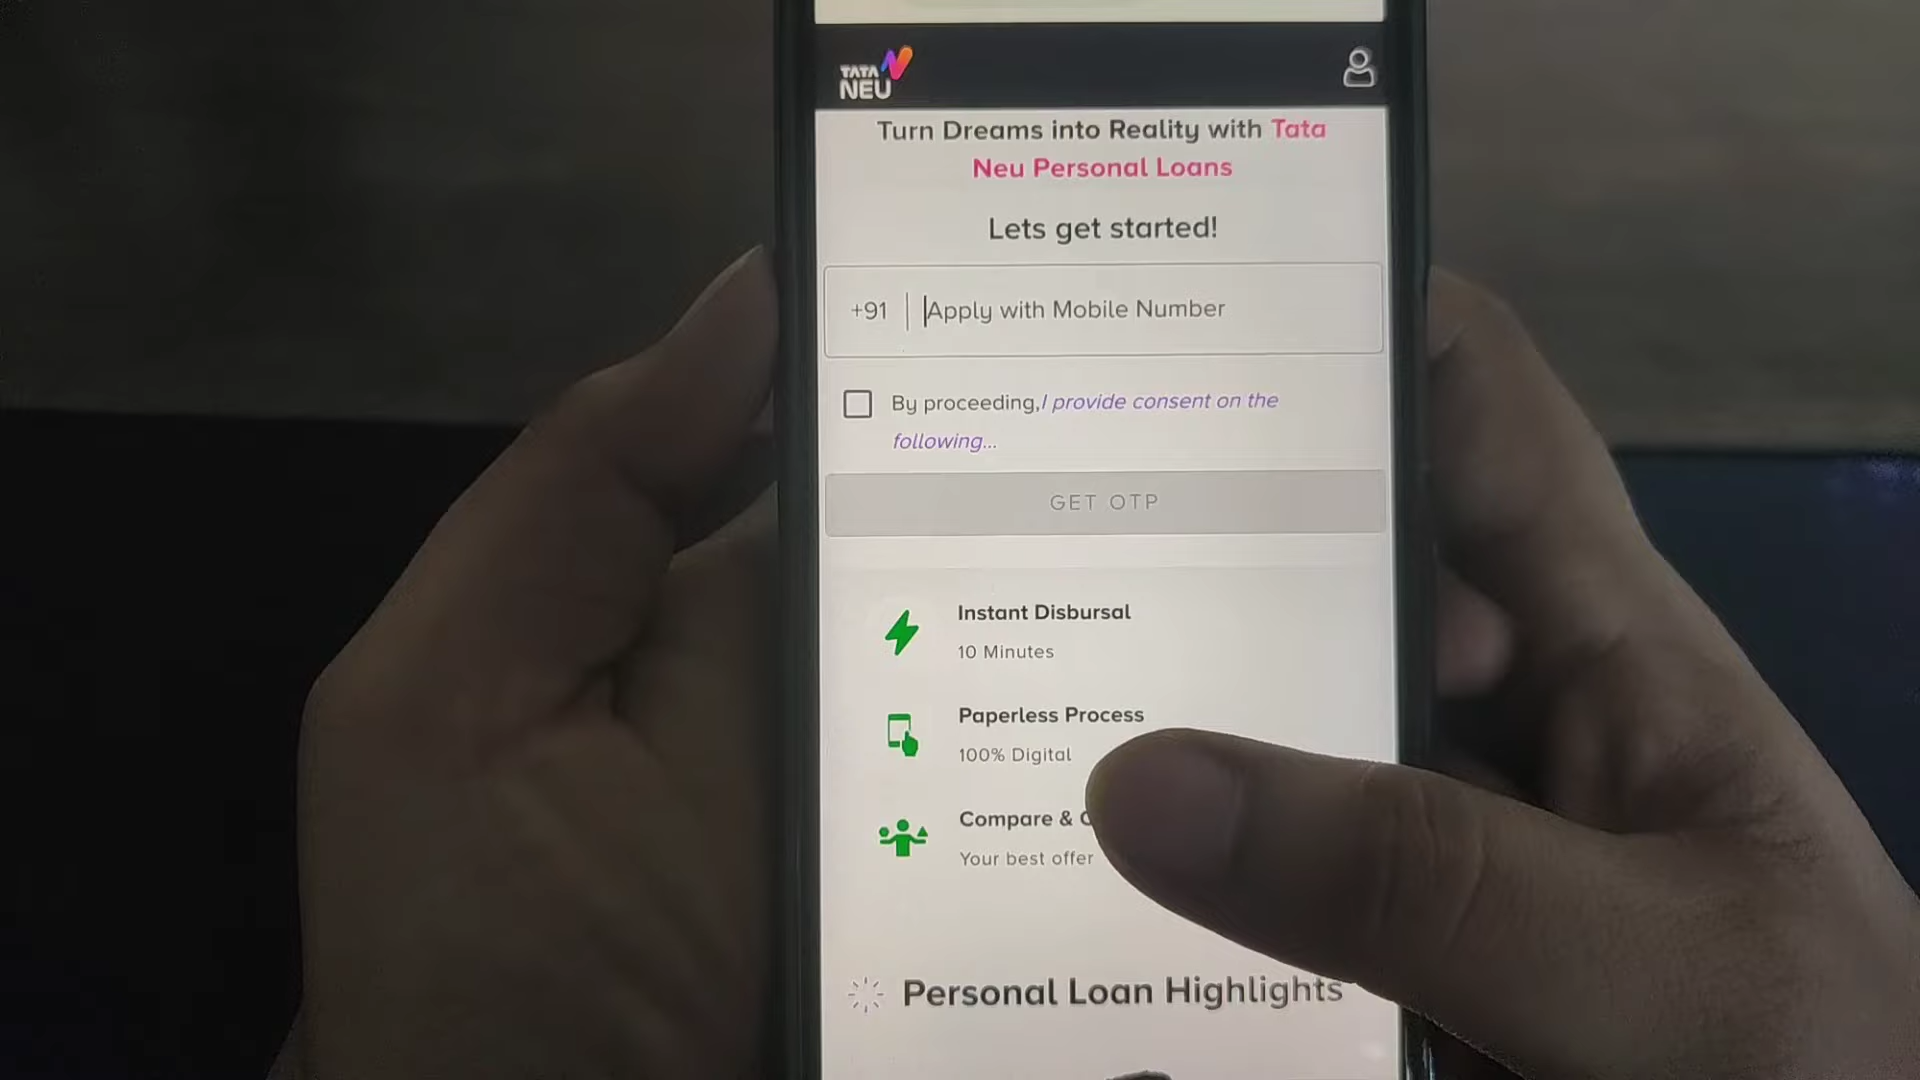 TATA
NEU
Turn Dreams into Reality with Tata
Neu Personal Loans
Lets get started!
+91 Apply with Mobile Number
By proceeding,I provide consent on the
following...
GET OTP
Instant Disbursal
10 Minutes
Paperless Process
100% Digital
Compare &
Your best offer
Personal Loan Highlights